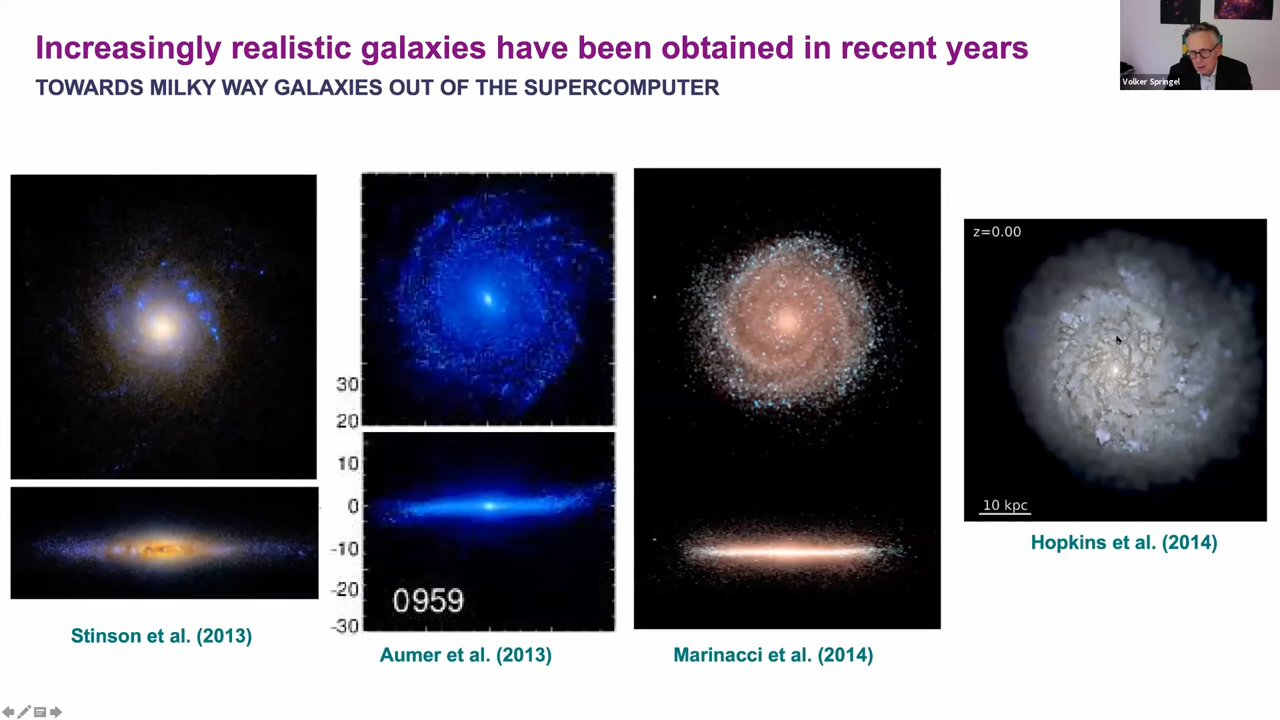 Increasingly realistic galaxies have been obtained in recent years
TOWARDS MILKY WAY GALAXIES OUT OF THE SUPERCOMPUTER
Volker Springel
30
20
10
0
-10
-20
-30
0959
z=0.00
10 kpc
Stinson et al. (2013)
Aumer et al. (2013)
Marinacci et al. (2014)
Hopkins et al. (2014)